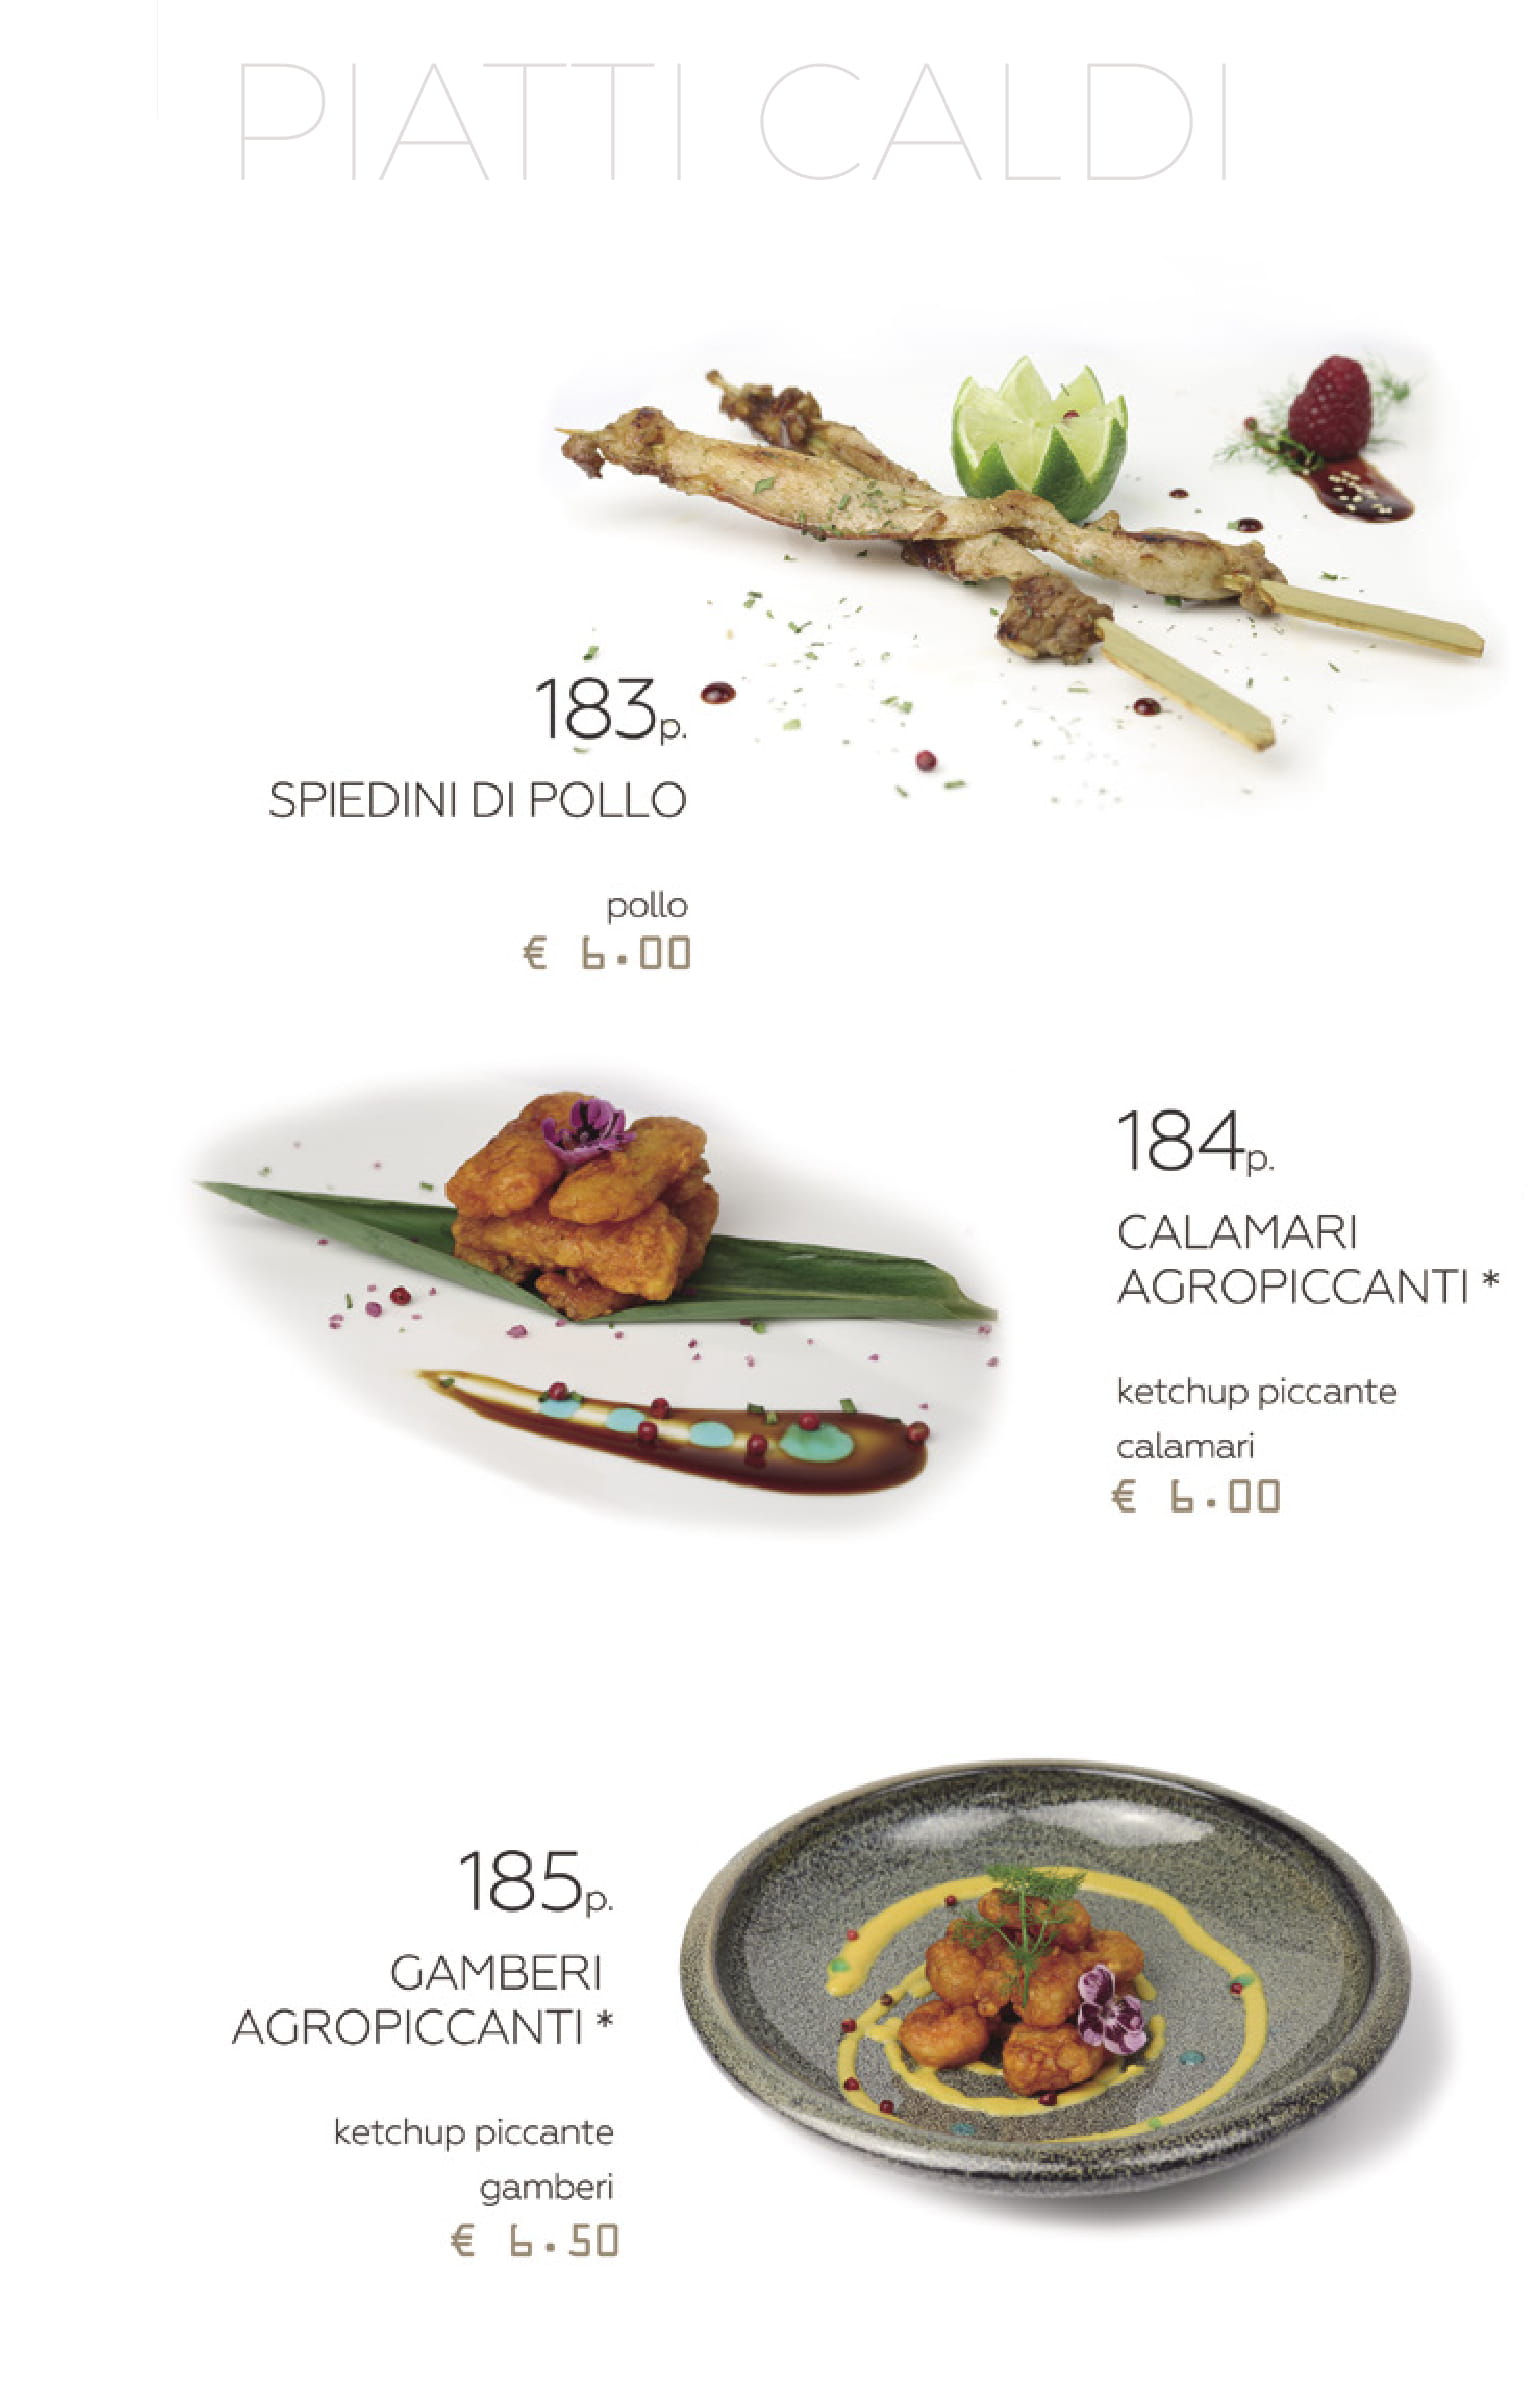 PIATTI CALDI
183p.
SPIEDINI DI POLLO
pollo
€ 6.00
184p.
CALAMARI
AGROPICCANTI *
ketchup piccante
calamari
€ 6.00
185p.
GAMBERI
AGROPICCANTI *
ketchup piccante
gamberi
€ 6.50